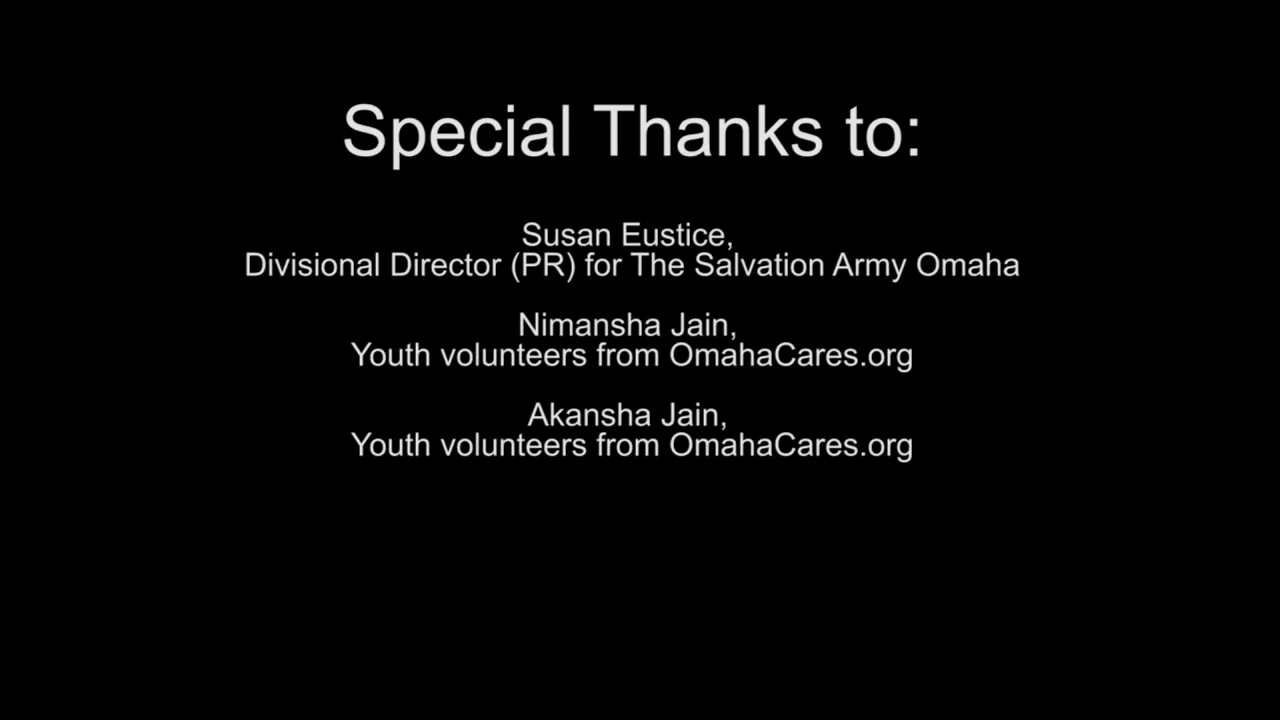 Special Thanks to:
Susan Eustice,
Divisional Director (PR) for The Salvation Army Omaha
Nimansha Jain,
Youth volunteers from OmahaCares.org
Akansha Jain,
Youth volunteers from OmahaCares.org